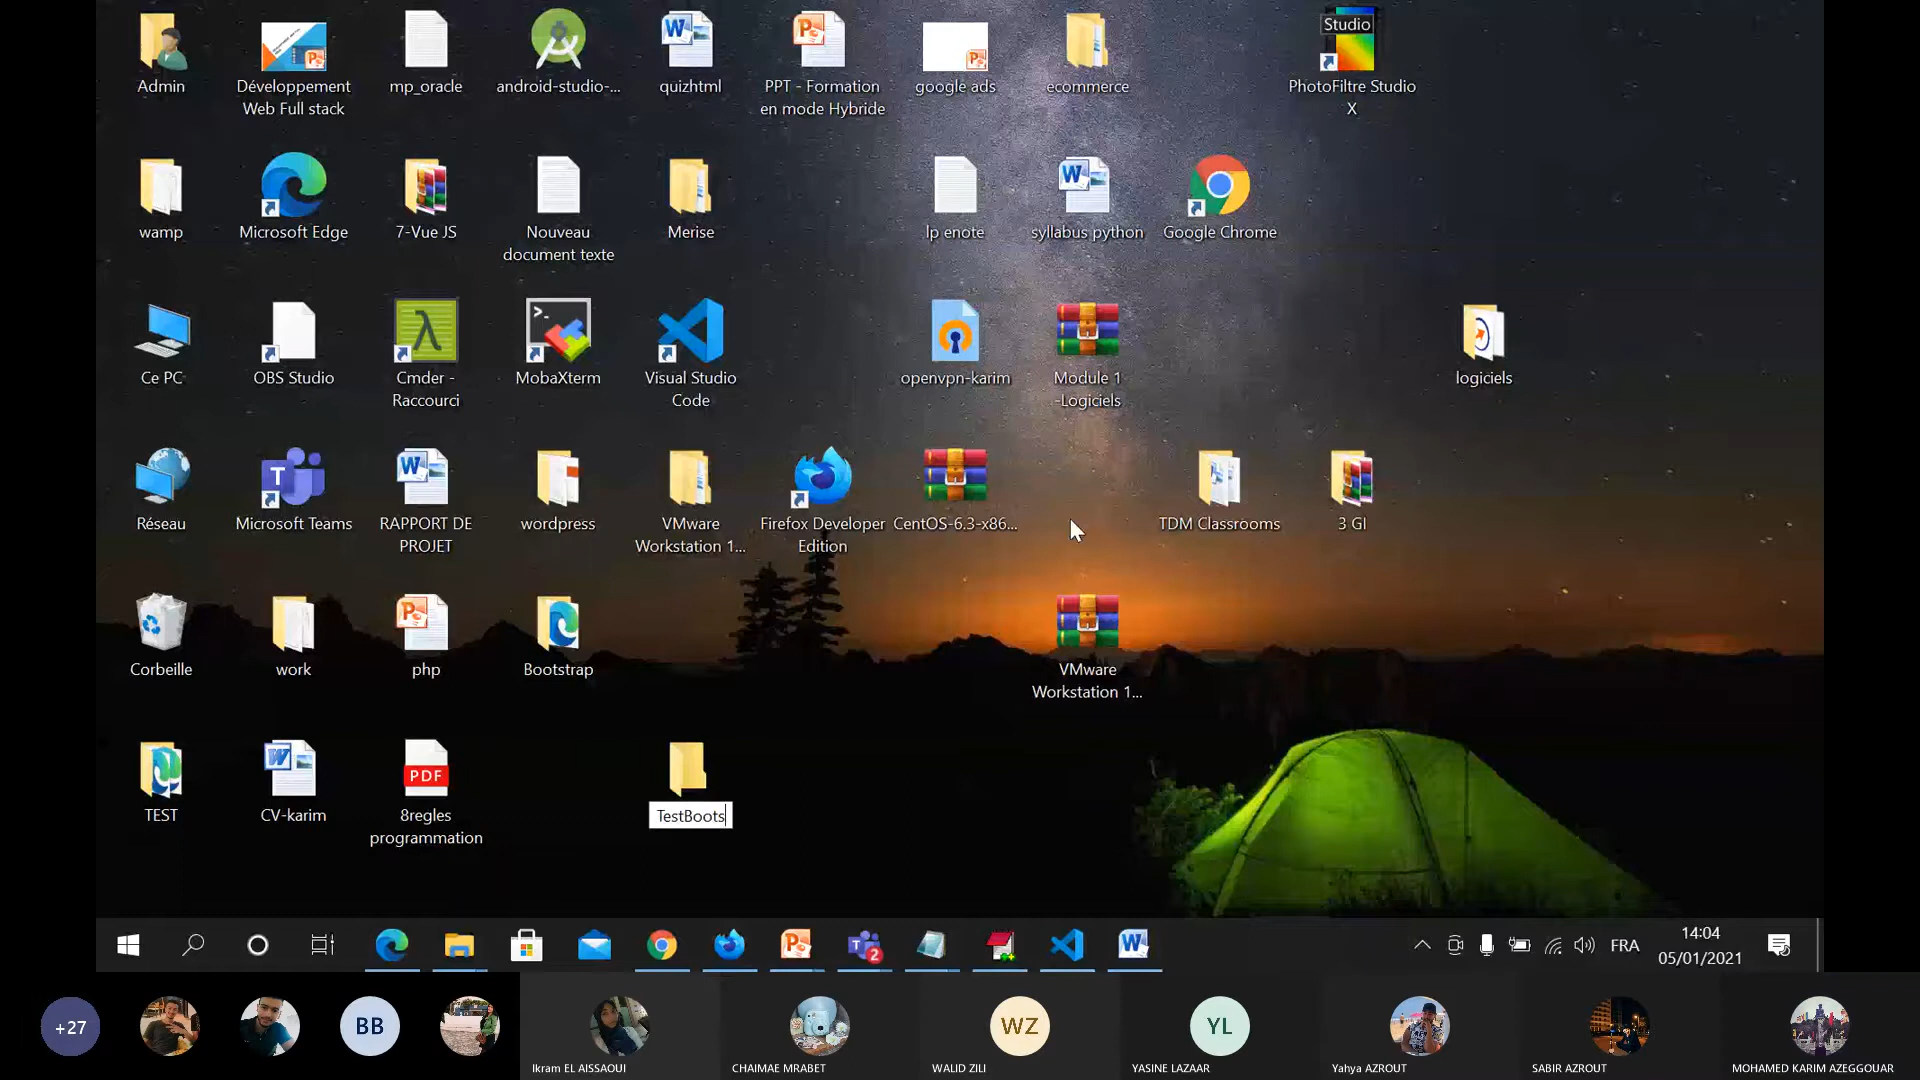 Admin
Développement
Web Full stack
mp_oracle
android-studio-...
quizhtml
PPT - Formation
en mode Hybride
google ads
ecommerce
Studio
PhotoFiltre Studio
X
wamp
Microsoft Edge
7-Vue JS
Nouveau
document texte
Merise
lp enote
syllabus python
Google Chrome
Ce PC
OBS Studio
Cmder -
Raccourci
MobaXterm
Visual Studio
Code
openvpn-karim
Module 1
-Logiciels
logiciels
Réseau
Microsoft Teams
RAPPORT DE
PROJET
wordpress
VMware
Workstation 1...
Firefox Developer
Edition
CentOS-6.3-x86...
TDM Classrooms
3 GI
Corbeille
work
php
Bootstrap
VMware
Workstation 1...
TEST
CV-karim
PDF
8regles
programmation
TestBoots
2
FRA
14:04
05/01/2021
+27
BB
WZ
YL
Ikram EL AISSAOUI
CHAIMAE MRABET
WALID ZILI
YASINE LAZAAR
Yahya AZROUT
SABIR AZROUT
MOHAMED KARIM AZEGGOUAR